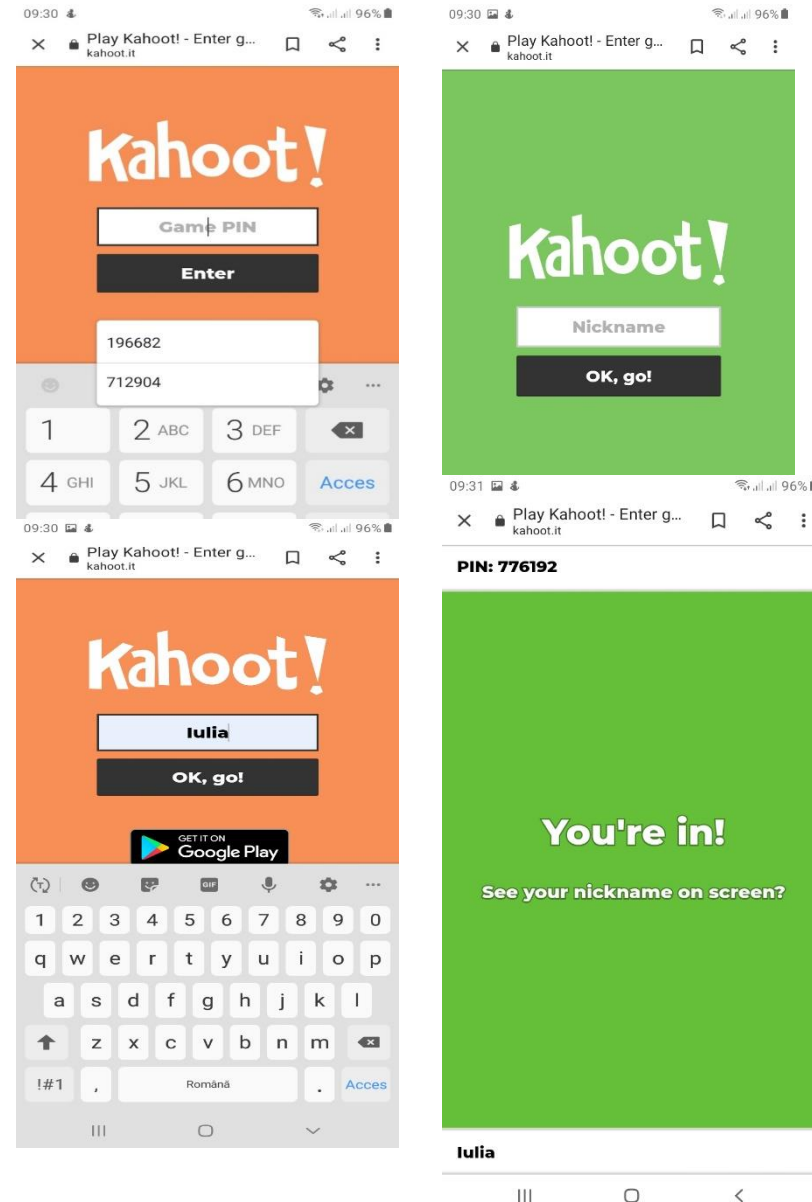 09:30
96%
Play Kahoot! - Enter g...
kahoot.it
Kahoot!
Game PIN
Enter
196682
712904
1
2 ABC
3 DEF
4 GHI
5 JKL
6 MNO
Acces
09:30
96%
Play Kahoot! - Enter g...
kahoot.it
Kahoot!
Nickname
OK, go!
09:30
96%
Play Kahoot! - Enter g...
kahoot.it
Kahoot!
Iulia
OK, go!
GET IT ON
Google Play
T
GIF
1 2 3 4 5 6 7 8 9 0
q w e r t y u i o p
a s d f g h j k l
z x c v b n m
!#1 , Română . Acces
09:31
96%
Play Kahoot! - Enter g...
kahoot.it
PIN: 776192
You're in!
See your nickname on screen?
Iulia